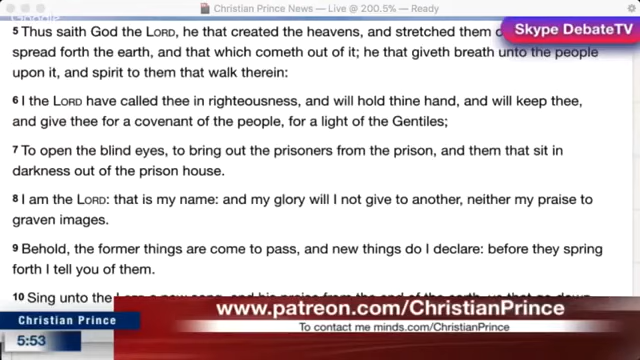 Christian Prince News — Live @ 200.5% — Ready
Skype DebateTV
5 Thus saith God the LORD, he that created the heavens, and stretched them
spread forth the earth, and that which cometh out of it; he that giveth breath unto the people
upon it, and spirit to them that walk therein:
6 I the LORD have called thee in righteousness, and will hold thine hand, and will keep thee,
and give thee for a covenant of the people, for a light of the Gentiles;
7 To open the blind eyes, to bring out the prisoners from the prison, and them that sit in
darkness out of the prison house.
8 I am the LORD: that is my name: and my glory will I not give to another, neither my praise to
graven images.
9 Behold, the former things are come to pass, and new things do I declare: before they spring
forth I tell you of them.
10 Sing unto the
www.patreon.com/ChristianPrince
Christian Prince
To contact me minds.com/ChristianPrince
5:53